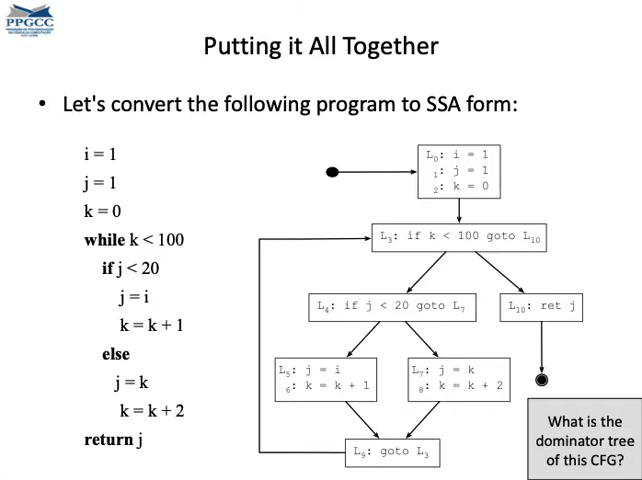 PPGCC
Putting it All Together
• Let's convert the following program to SSA form:
i = 1
j = 1
k = 0
while k < 100
if j < 20
j = i
k = k + 1
else
j = k
k = k + 2
return j
L0: i = 1
1: j = 1
2: k = 0
L3: if k < 100 goto L10
L4: if j < 20 goto L7
L10: ret j
L5: j = i
6: k = k + 1
L7: j = k
8: k = k + 2
L9: goto L3
What is the
dominator tree
of this CFG?